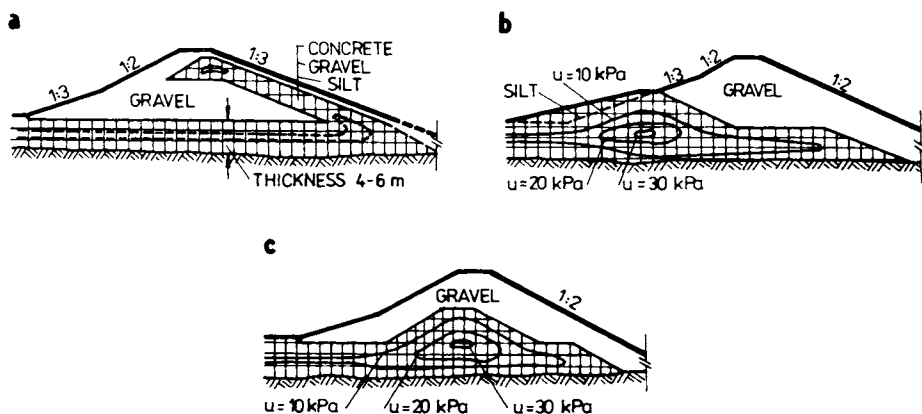 a
1:3
1:2
1:3
CONCRETE
GRAVEL
SILT
GRAVEL
THICKNESS 4-6 m
b
SILT
u=10 kPa
1:3
1:2
GRAVEL
1:2
u=20 kPa
u=30 kPa
c
GRAVEL
1:2
u=10 kPa
u=20 kPa
u=30 kPa